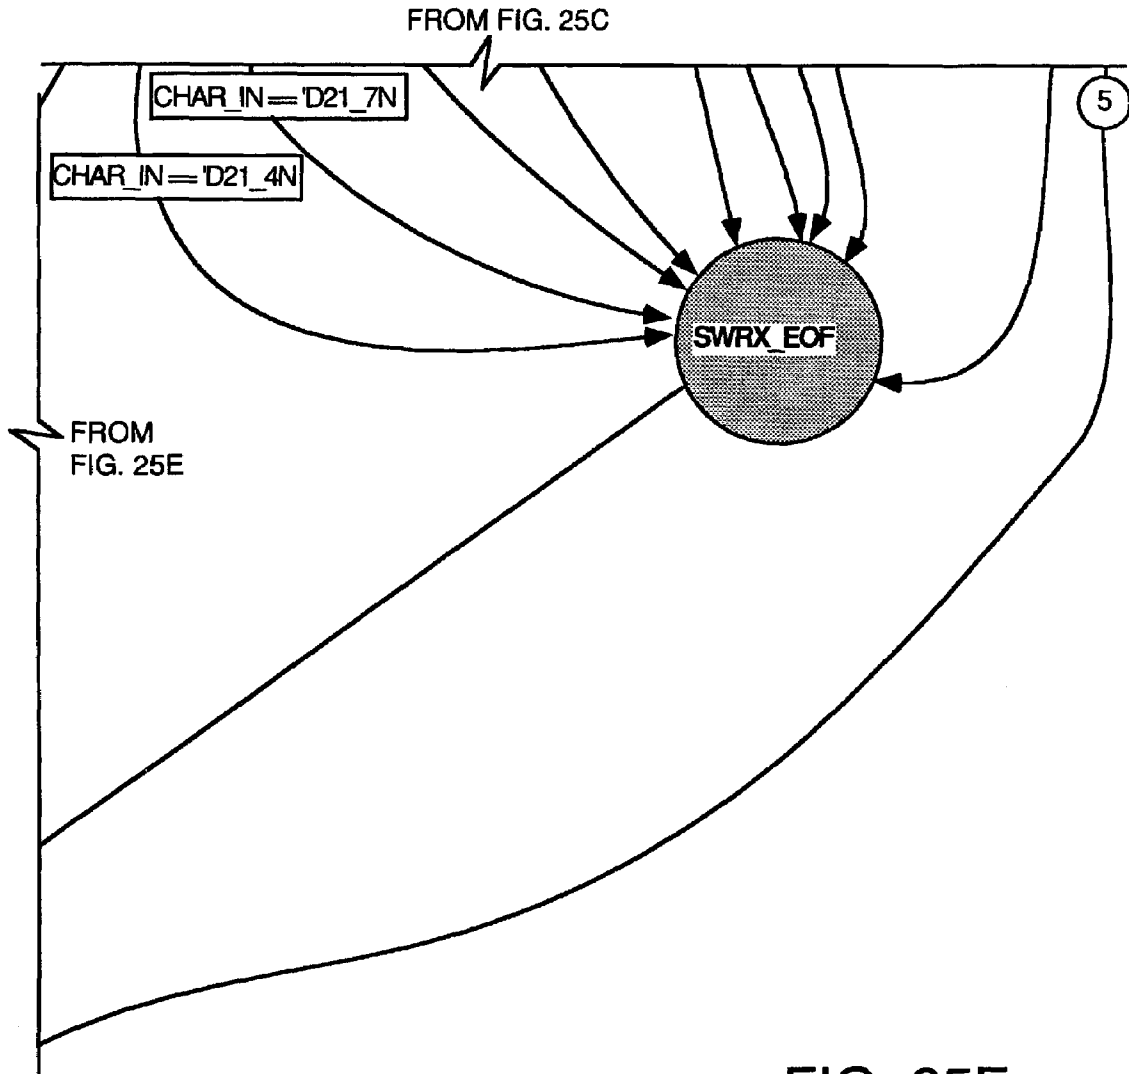 FROM FIG. 25C
CHAR_IN=='D21_7N
5
CHAR_IN=='D21_4N
SWRX_EOF
FROM
FIG. 25E